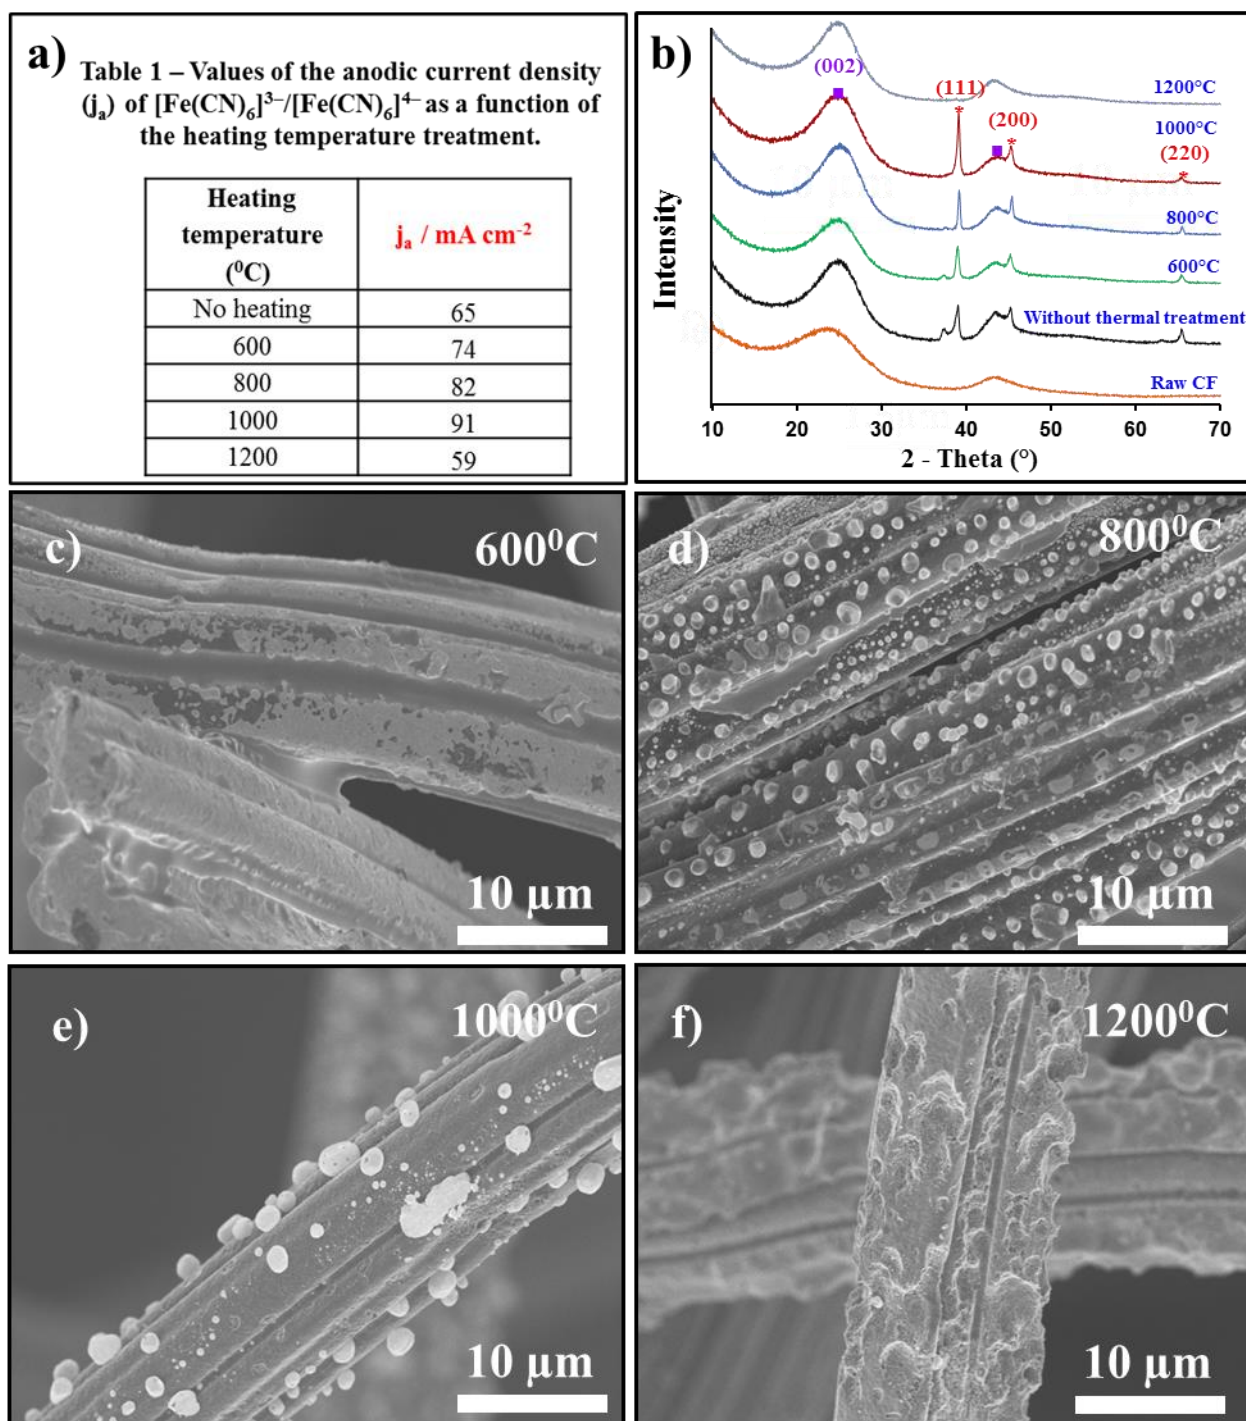 a)
Table 1 – Values of the anodic current density
(jₐ) of [Fe(CN)₆]³⁻/[Fe(CN)₆]⁴⁻ as a function of
the heating temperature treatment.
Heating
temperature
(⁰C)
jₐ / mA cm⁻²
No heating 65
600 74
800 82
1000 91
1200 59
b)
(002)
(111)
*
(200)
*
(220)
*
1200°C
1000°C
800°C
600°C
Without thermal treatment
Raw CF
Intensity
10 20 30 40 50 60 70
2 - Theta (°)
c)
600⁰C
10 µm
d)
800⁰C
10 µm
e)
1000⁰C
10 µm
f)
1200⁰C
10 µm